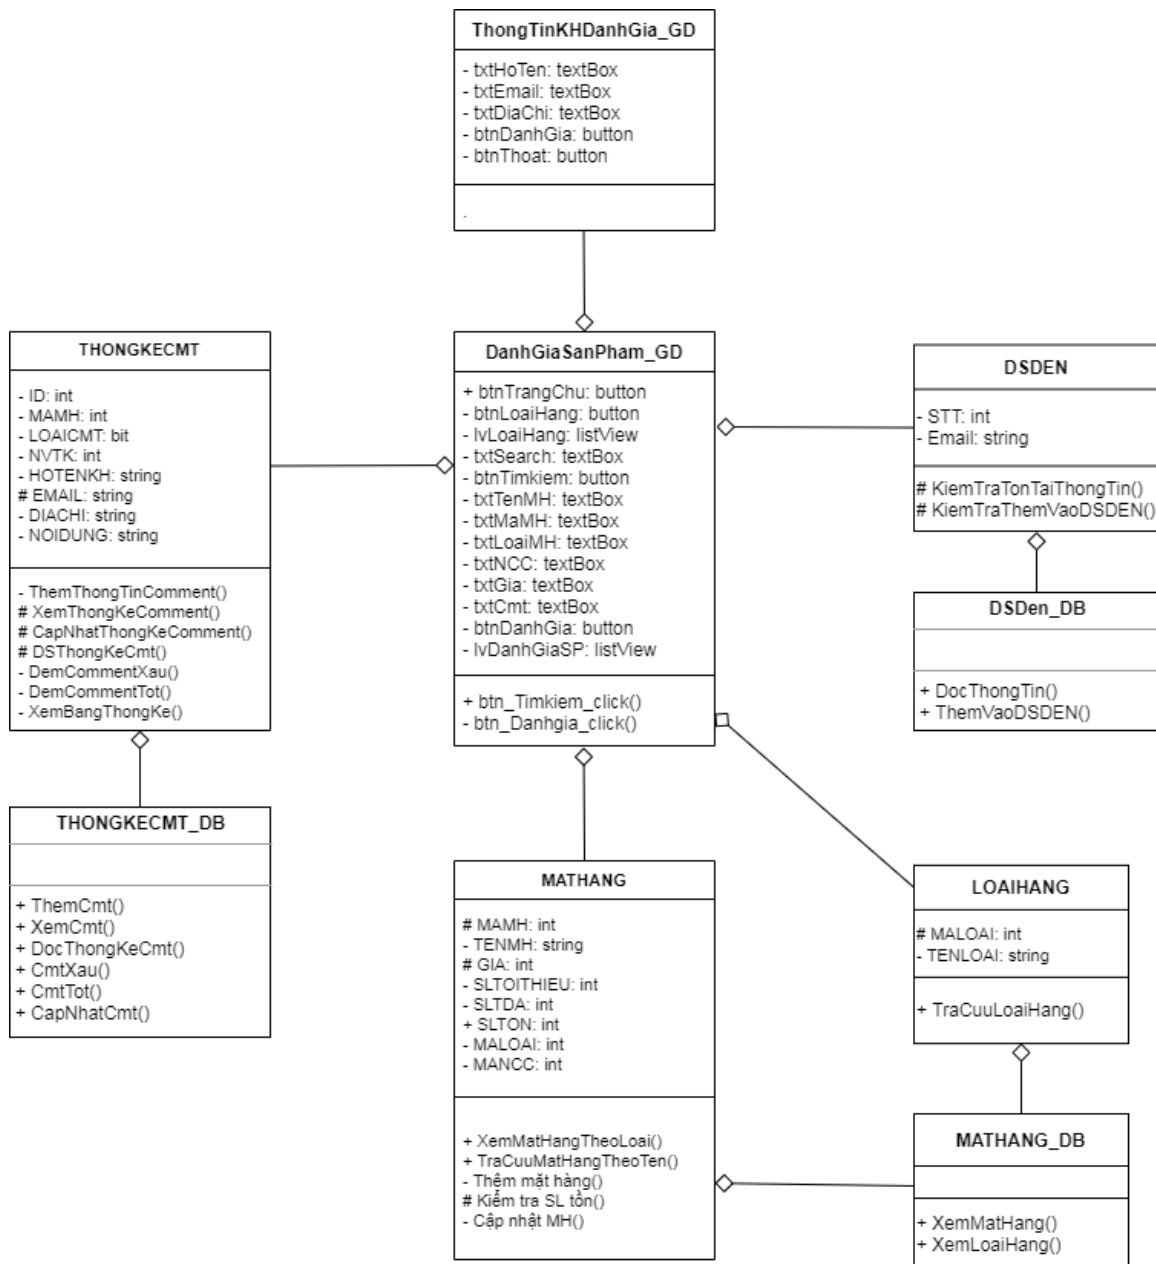 ThongTinKHDanhGia_GD
- txtHoTen: textBox
- txtEmail: textBox
- txtDiaChi: textBox
- btnDanhGia: button
- btnThoat: button
.
THONGKECMT
- ID: int
- MAMH: int
- LOAICMT: bit
- NVTK: int
- HOTENKH: string
# EMAIL: string
- DIACHI: string
- NOIDUNG: string
- ThemThongTinComment()
# XemThongKeComment()
# CapNhatThongKeComment()
# DSThongKeCmt()
- DemCommentXau()
- DemCommentTot()
- XemBangThongKe()
DanhGiaSanPham_GD
+ btnTrangChu: button
- btnLoaiHang: button
- lvLoaiHang: listView
- txtSearch: textBox
- btnTimkiem: button
- txtTenMH: textBox
- txtMaMH: textBox
- txtLoaiMH: textBox
- txtNCC: textBox
- txtGia: textBox
- txtCmt: textBox
- btnDanhGia: button
- lvDanhGiaSP: listView
+ btn_Timkiem_click()
- btn_Danhgia_click()
DSDEN
- STT: int
- Email: string
# KiemTraTonTaiThongTin()
# KiemTraThemVaoDSDEN()
DSDen_DB
+ DocThongTin()
+ ThemVaoDSDEN()
THONGKECMT_DB
+ ThemCmt()
+ XemCmt()
+ DocThongKeCmt()
+ CmtXau()
+ CmtTot()
+ CapNhatCmt()
MATHANG
# MAMH: int
- TENMH: string
# GIA: int
- SLTOITHIEU: int
- SLTDA: int
+ SLTON: int
- MALOAI: int
- MANCC: int
+ XemMatHangTheoLoai()
+ TraCuuMatHangTheoTen()
- Thêm mặt hàng()
# Kiểm tra SL tồn()
- Cập nhật MH()
LOAIHANG
# MALOAI: int
- TENLOAI: string
+ TraCuuLoaiHang()
MATHANG_DB
+ XemMatHang()
+ XemLoaiHang()